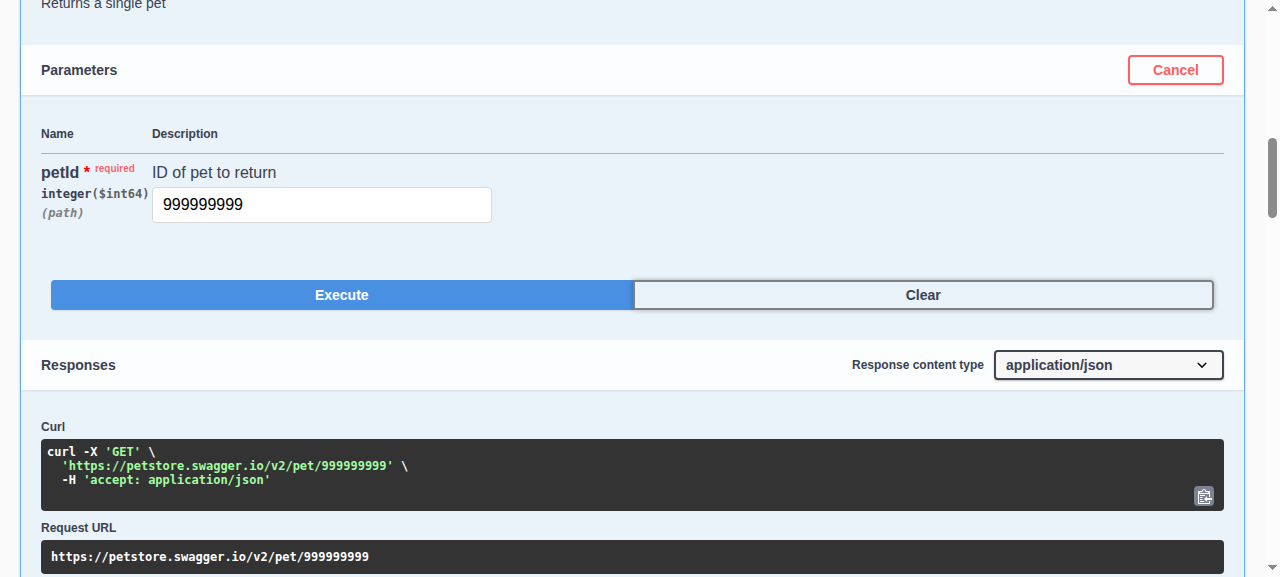 Returns a single pet
Parameters
Cancel
Name Description
petId * required ID of pet to return
integer($int64)
(path)
999999999
Execute Clear
Responses
Response content type application/json
Curl
curl -X 'GET' \
'https://petstore.swagger.io/v2/pet/999999999' \
-H 'accept: application/json'
Request URL
https://petstore.swagger.io/v2/pet/999999999